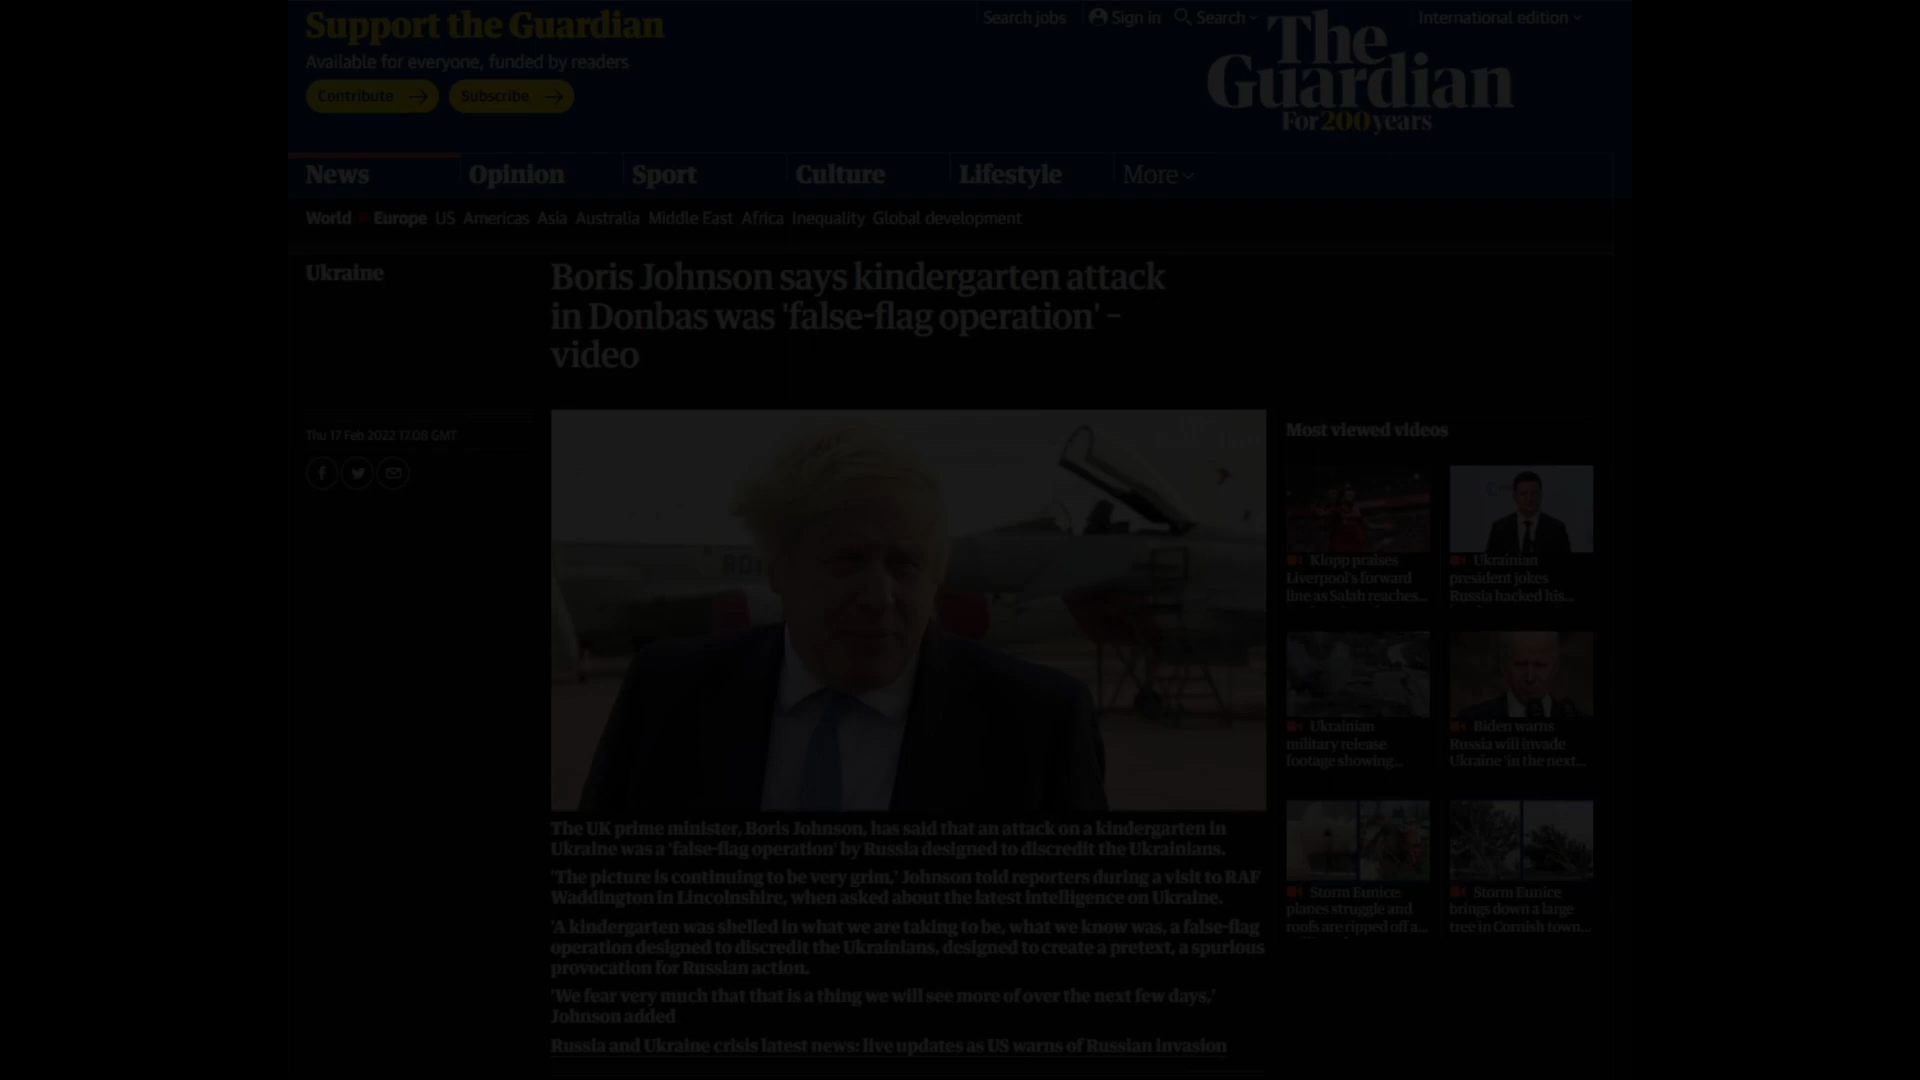 Support the Guardian
Available for everyone, funded by readers
Contribute
Subscribe
Search jobs
Sign in
Search
International edition
The
Guardian
For 200 years
News
Opinion
Sport
Culture
Lifestyle
More
World
Europe
US
Americas
Asia
Australia
Middle East
Africa
Inequality
Global development
Ukraine
Boris Johnson says kindergarten attack
in Donbas was 'false-flag operation' –
video
Thu 17 Feb 2022 17.08 GMT
The UK prime minister, Boris Johnson, has said that an attack on a kindergarten in
Ukraine was a 'false-flag operation' by Russia designed to discredit the Ukrainians.
'The picture is continuing to be very grim,' Johnson told reporters during a visit to RAF
Waddington in Lincolnshire, when asked about the latest intelligence on Ukraine.
'A kindergarten was shelled in what we are taking to be, what we know was, a false-flag
operation designed to discredit the Ukrainians, designed to create a pretext, a spurious
provocation for Russian action.
'We fear very much that that is a thing we will see more of over the next few days,'
Johnson added
Russia and Ukraine crisis latest news: live updates as US warns of Russian invasion
Most viewed videos
Klopp praises
Liverpool's forward
line as Salah reaches...
Ukrainian
president jokes
Russia hacked his...
Ukrainian
military release
footage showing...
Biden warns
Russia will invade
Ukraine 'in the next...
Storm Eunice:
planes struggle and
roofs are ripped off a...
Storm Eunice
brings down a large
tree in Cornish town...